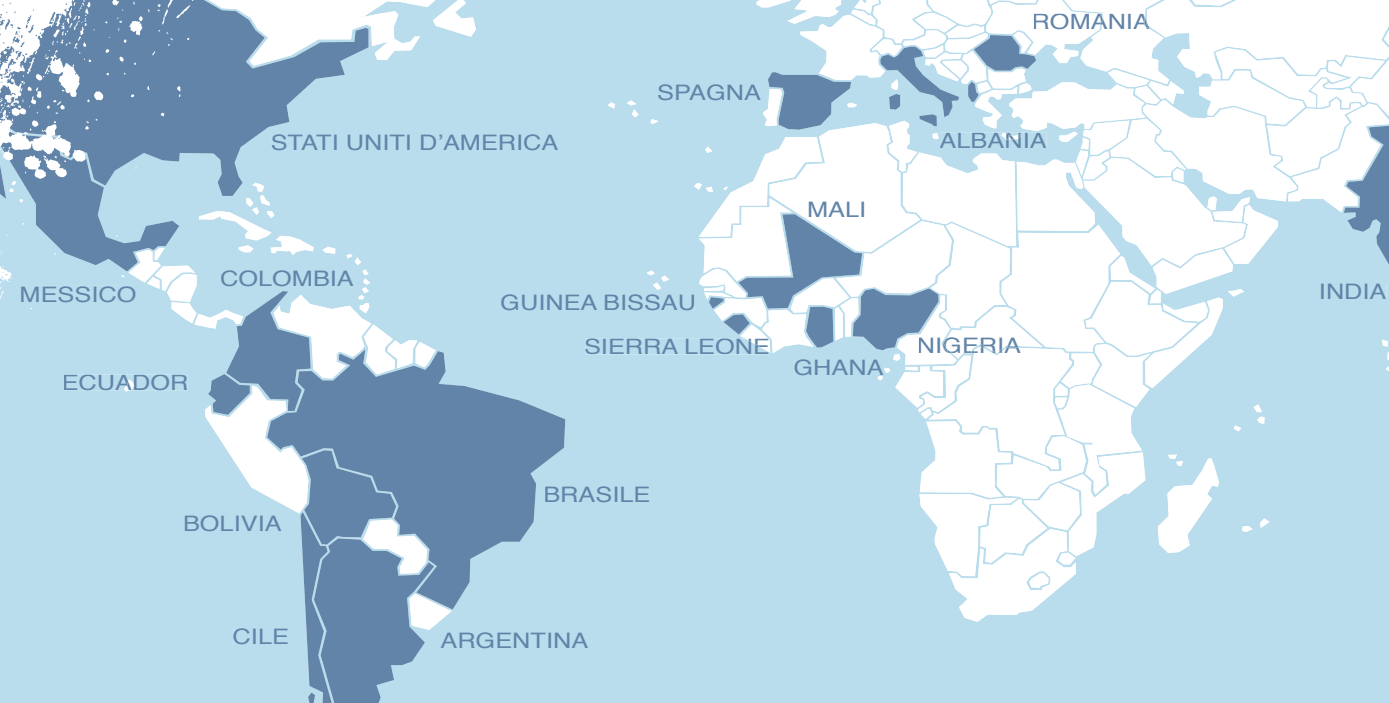 ROMANIA
SPAGNA
STATI UNITI D'AMERICA
ALBANIA
MALI
COLOMBIA
MESSICO
INDIA
GUINEA BISSAU
SIERRA LEONE
NIGERIA
GHANA
ECUADOR
BRASILE
BOLIVIA
CILE
ARGENTINA